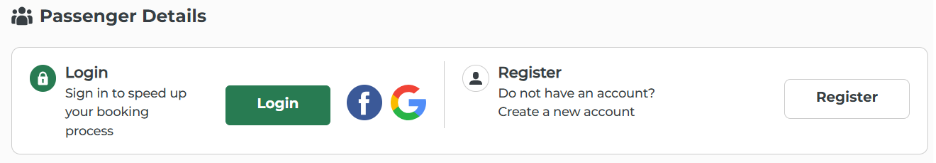 Passenger Details
Login
Sign in to speed up
your booking
process
Login
Register
Do not have an account?
Create a new account
Register